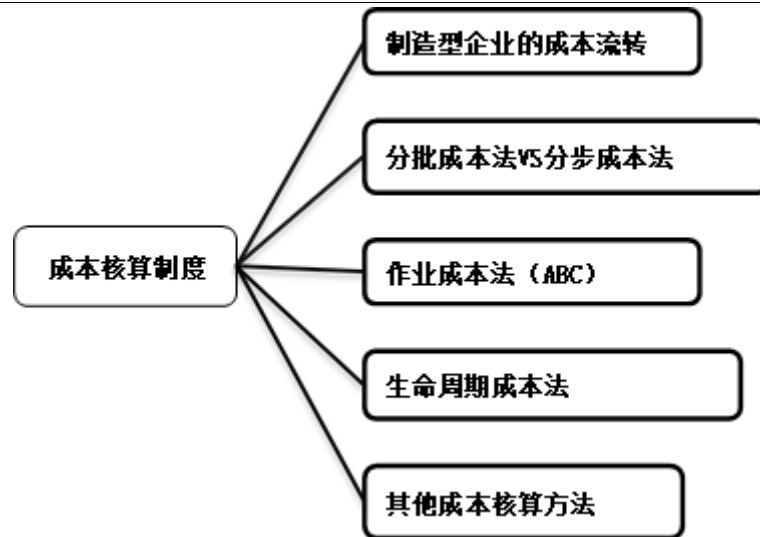 制造型企业的成本流转
分批成本法VS分步成本法
成本核算制度
作业成本法（ABC）
生命周期成本法
其他成本核算方法